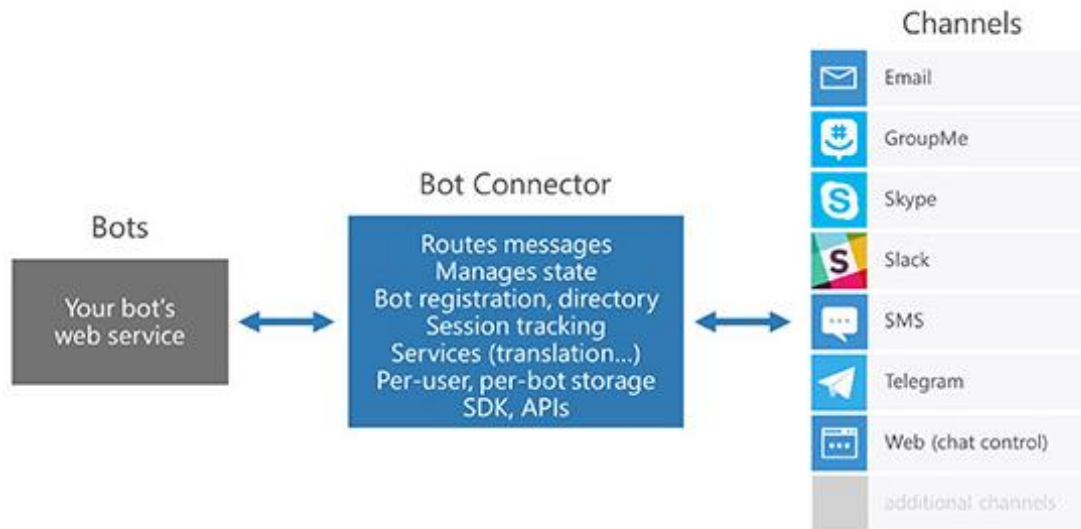 Channels
Email
GroupMe
Skype
Slack
SMS
Telegram
Web (chat control)
additional channels
Bot Connector
Routes messages
Manages state
Bot registration, directory
Session tracking
Services (translation...)
Per-user, per-bot storage
SDK, APIs
Bots
Your bot's
web service